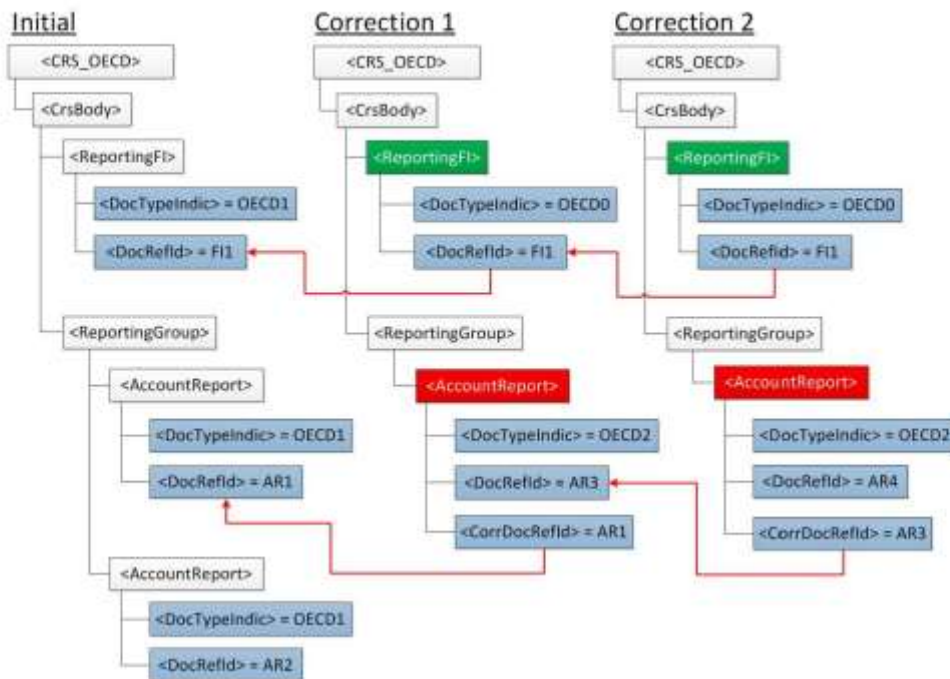 Initial
<CRS_OECD>
<CrsBody>
<ReportingFI>
<DocTypeIndic> = OECD1
<DocRefId> = FI1
<ReportingGroup>
<AccountReport>
<DocTypeIndic> = OECD1
<DocRefId> = AR1
<AccountReport>
<DocTypeIndic> = OECD1
<DocRefId> = AR2
Correction 1
<CRS_OECD>
<CrsBody>
<ReportingFI>
<DocTypeIndic> = OECD0
<DocRefId> = FI1
<ReportingGroup>
<AccountReport>
<DocTypeIndic> = OECD2
<DocRefId> = AR3
<CorrDocRefId> = AR1
Correction 2
<CRS_OECD>
<CrsBody>
<ReportingFI>
<DocTypeIndic> = OECD0
<DocRefId> = FI1
<ReportingGroup>
<AccountReport>
<DocTypeIndic> = OECD2
<DocRefId> = AR4
<CorrDocRefId> = AR3